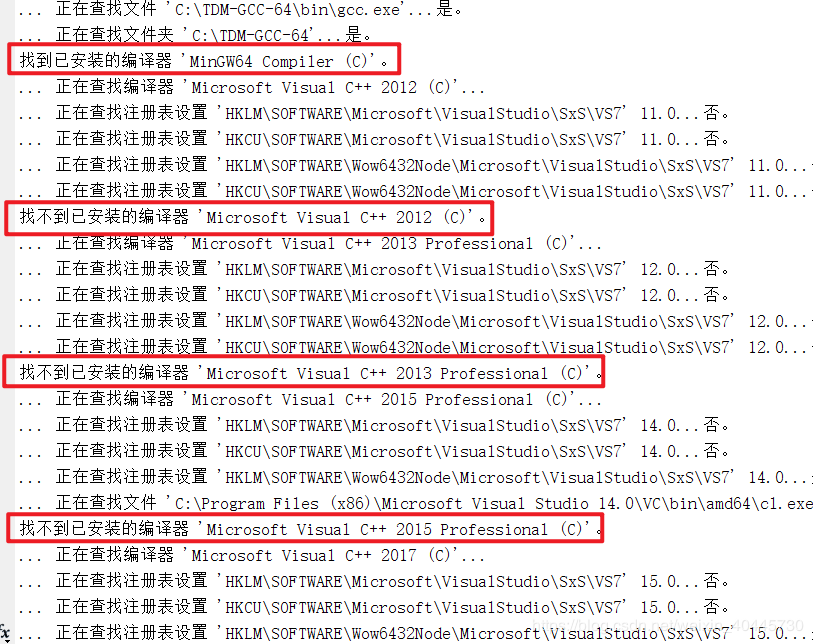 ... 正在查找文件 'C:\TDM-GCC-64\bin\gcc.exe'...是。
... 正在查找文件夹 'C:\TDM-GCC-64'...是。
找到已安装的编译器 'MinGW64 Compiler (C)'。
... 正在查找编译器 'Microsoft Visual C++ 2012 (C)'...
... 正在查找注册表设置 'HKLM\SOFTWARE\Microsoft\VisualStudio\SxS\VS7' 11.0...否。
... 正在查找注册表设置 'HKCU\SOFTWARE\Microsoft\VisualStudio\SxS\VS7' 11.0...否。
... 正在查找注册表设置 'HKLM\SOFTWARE\Wow6432Node\Microsoft\VisualStudio\SxS\VS7' 11.0...
... 正在查找注册表设置 'HKCU\SOFTWARE\Wow6432Node\Microsoft\VisualStudio\SxS\VS7' 11.0...
找不到已安装的编译器 'Microsoft Visual C++ 2012 (C)'。
... 正在查找编译器 'Microsoft Visual C++ 2013 Professional (C)'...
... 正在查找注册表设置 'HKLM\SOFTWARE\Microsoft\VisualStudio\SxS\VS7' 12.0...否。
... 正在查找注册表设置 'HKCU\SOFTWARE\Microsoft\VisualStudio\SxS\VS7' 12.0...否。
... 正在查找注册表设置 'HKLM\SOFTWARE\Wow6432Node\Microsoft\VisualStudio\SxS\VS7' 12.0...
... 正在查找注册表设置 'HKCU\SOFTWARE\Wow6432Node\Microsoft\VisualStudio\SxS\VS7' 12.0...
找不到已安装的编译器 'Microsoft Visual C++ 2013 Professional (C)'。
... 正在查找编译器 'Microsoft Visual C++ 2015 Professional (C)'...
... 正在查找注册表设置 'HKLM\SOFTWARE\Microsoft\VisualStudio\SxS\VS7' 14.0...否。
... 正在查找注册表设置 'HKCU\SOFTWARE\Microsoft\VisualStudio\SxS\VS7' 14.0...否。
... 正在查找注册表设置 'HKLM\SOFTWARE\Wow6432Node\Microsoft\VisualStudio\SxS\VS7' 14.0...
... 正在查找文件 'C:\Program Files (x86)\Microsoft Visual Studio 14.0\VC\bin\amd64\cl.exe
找不到已安装的编译器 'Microsoft Visual C++ 2015 Professional (C)'。
... 正在查找编译器 'Microsoft Visual C++ 2017 (C)'...
... 正在查找注册表设置 'HKLM\SOFTWARE\Microsoft\VisualStudio\SxS\VS7' 15.0...否。
... 正在查找注册表设置 'HKCU\SOFTWARE\Microsoft\VisualStudio\SxS\VS7' 15.0...否。
... 正在查找注册表设置 'HKLM\SOFTWARE\Wow6432Node\Microsoft\VisualStudio\SxS\VS7' 15.0...